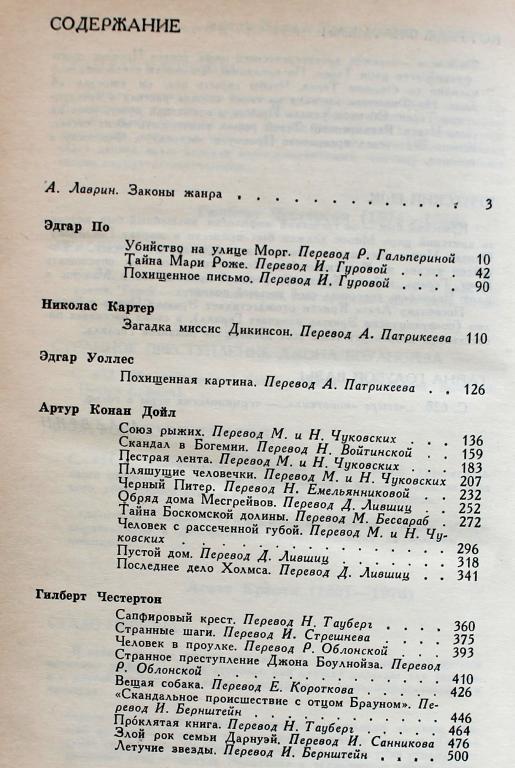 СОДЕРЖАНИЕ
А. Лаврин. Законы жанра . . . . . . . . . . . . . 3
Эдгар По
Убийство на улице Морг. Перевод Р. Гальпериной 10
Тайна Мари Роже. Перевод И. Гуровой . . . . 42
Похищенное письмо. Перевод И. Гуровой . . . . 90
Николас Картер
Загадка миссис Дикинсон. Перевод А. Патрикеева 110
Эдгар Уоллес
Похищенная картина. Перевод А. Патрикеева . . 126
Артур Конан Дойл
Союз рыжих. Перевод М. и Н. Чуковских . . . 136
Скандал в Богемии. Перевод Н. Войтинской . . . 159
Пестрая лента. Перевод М. и Н. Чуковских . . . 183
Пляшущие человечки. Перевод М. и Н. Чуковских 207
Черный Питер. Перевод Н. Емельянниковой . . . 232
Обряд дома Месгрейвов. Перевод Д. Лившиц . . . 252
Тайна Боскомской долины. Перевод М. Бессараб . 272
Человек с рассеченной губой. Перевод М. и Н. Чу-
ковских . . . . . . . . . . . . . . . 296
Пустой дом. Перевод Д. Лившиц . . . . . . 318
Последнее дело Холмса. Перевод Д. Лившиц . . 341
Гилберт Честертон
Сапфировый крест. Перевод Н. Тауберг . . . . 360
Странные шаги. Перевод И. Стрешнева . . . . 375
Человек в проулке. Перевод Р. Облонской . . . 393
Странное преступление Джона Боулнойза. Перевод
Р. Облонской . . . . . . . . . . . . . 410
Вещая собака. Перевод Е. Короткова . . . . . 426
«Скандальное происшествие с отцом Брауном». Пе-
ревод И. Бернштейн . . . . . . . . . . 446
Проклятая книга. Перевод Н. Тауберг . . . . 464
Злой рок семьи Дарнуэй. Перевод И. Санникова 476
Летучие звезды. Перевод И. Бернштейн . . . . 500